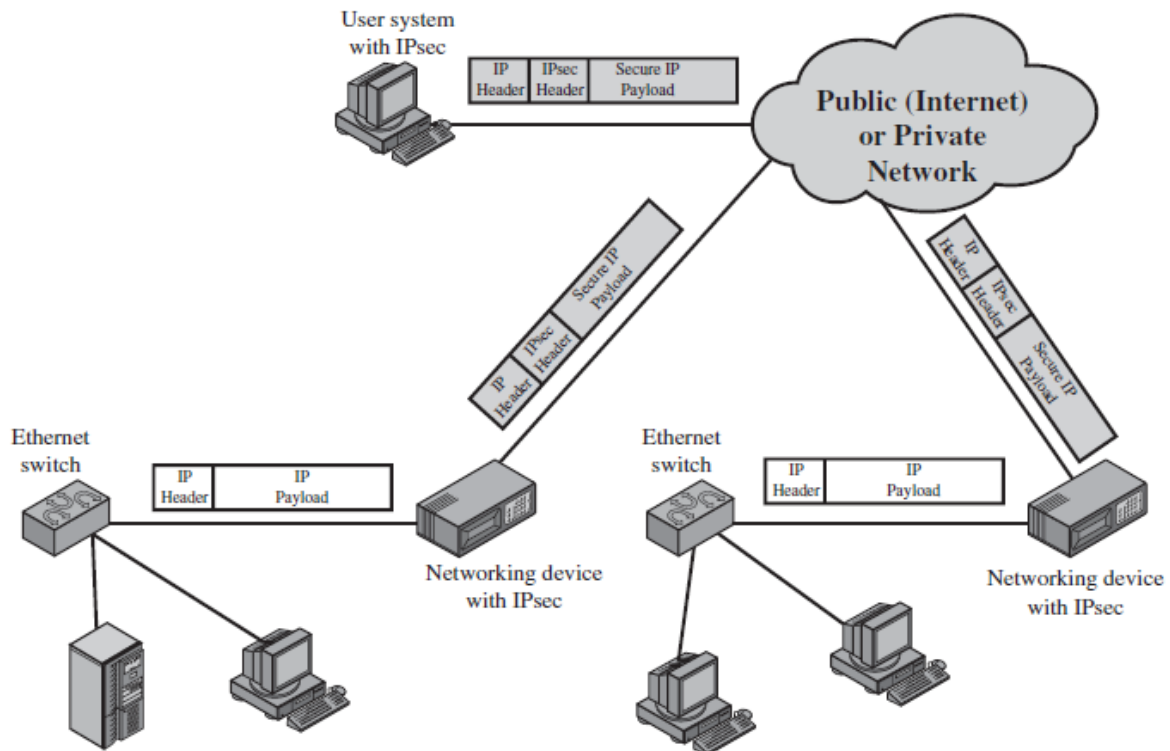 User system
with IPsec
IP
Header
IPsec
Header
Secure IP
Payload
Public (Internet)
or Private
Network
IP
Header
IPsec
Header
Secure IP
Payload
IP
Header
IPsec
Header
Secure IP
Payload
Ethernet
switch
IP
Header
IP
Payload
Networking device
with IPsec
Ethernet
switch
IP
Header
IP
Payload
Networking device
with IPsec